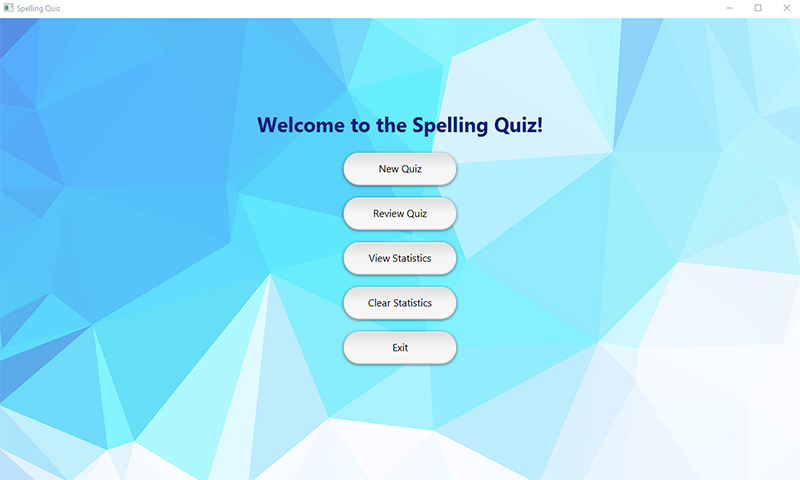 Spelling Quiz
Welcome to the Spelling Quiz!
New Quiz
Review Quiz
View Statistics
Clear Statistics
Exit